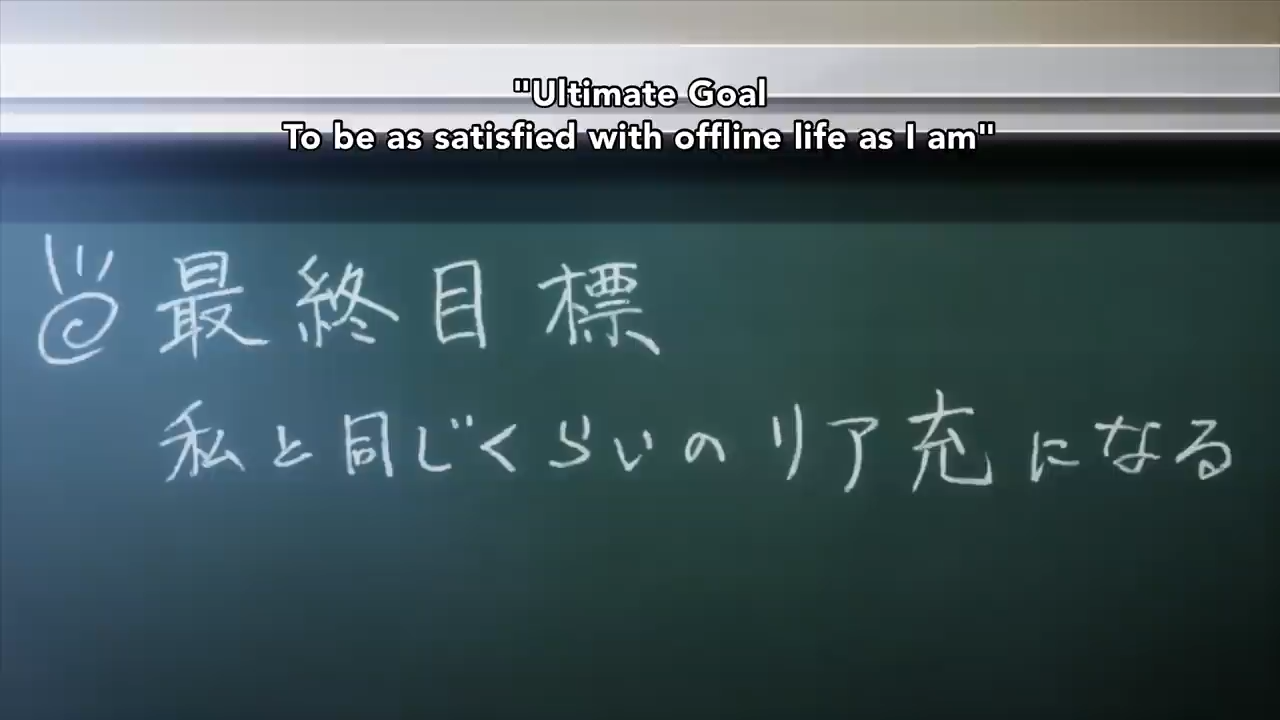 "Ultimate Goal
To be as satisfied with offline life as I am"
最終目標
私と同じくらいのリア充になる